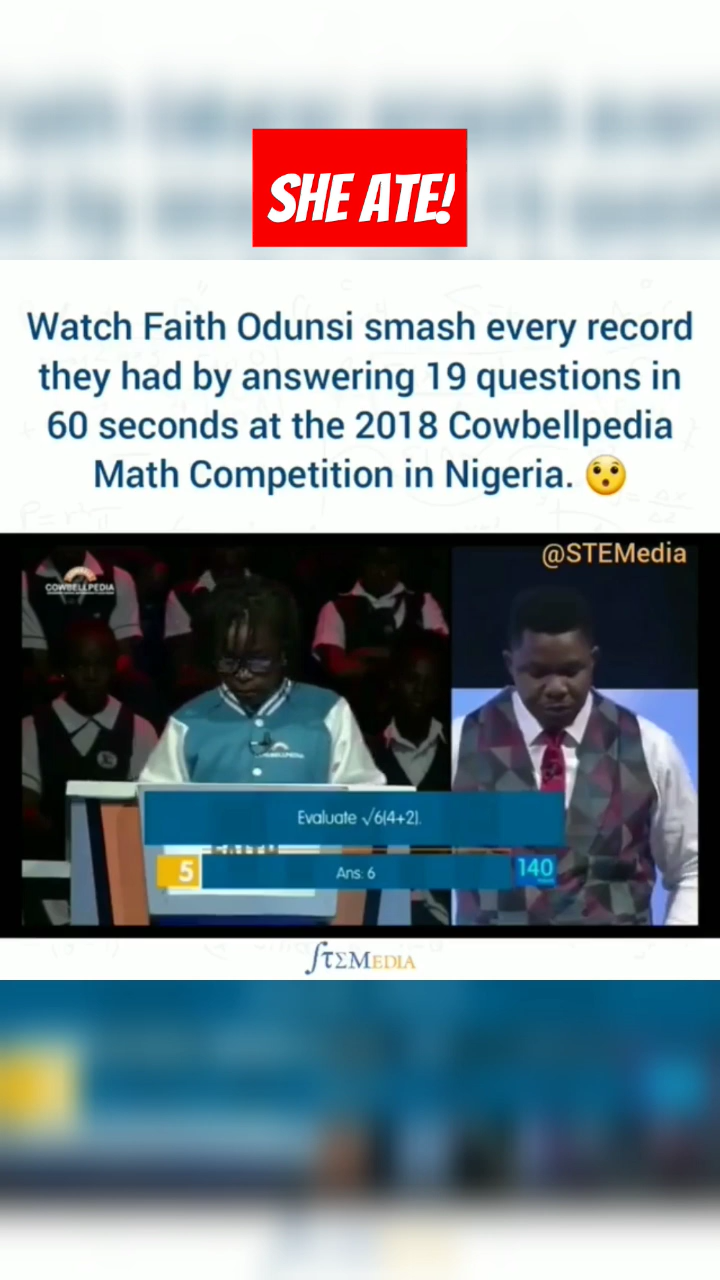 SHE ATE!
Watch Faith Odunsi smash every record
they had by answering 19 questions in
60 seconds at the 2018 Cowbellpedia
Math Competition in Nigeria. 😯
@STEMedia
COWBELLPEDIA
Evaluate √6(4+2).
FAITH
5
Ans: 6
140
∫τΣMEDIA